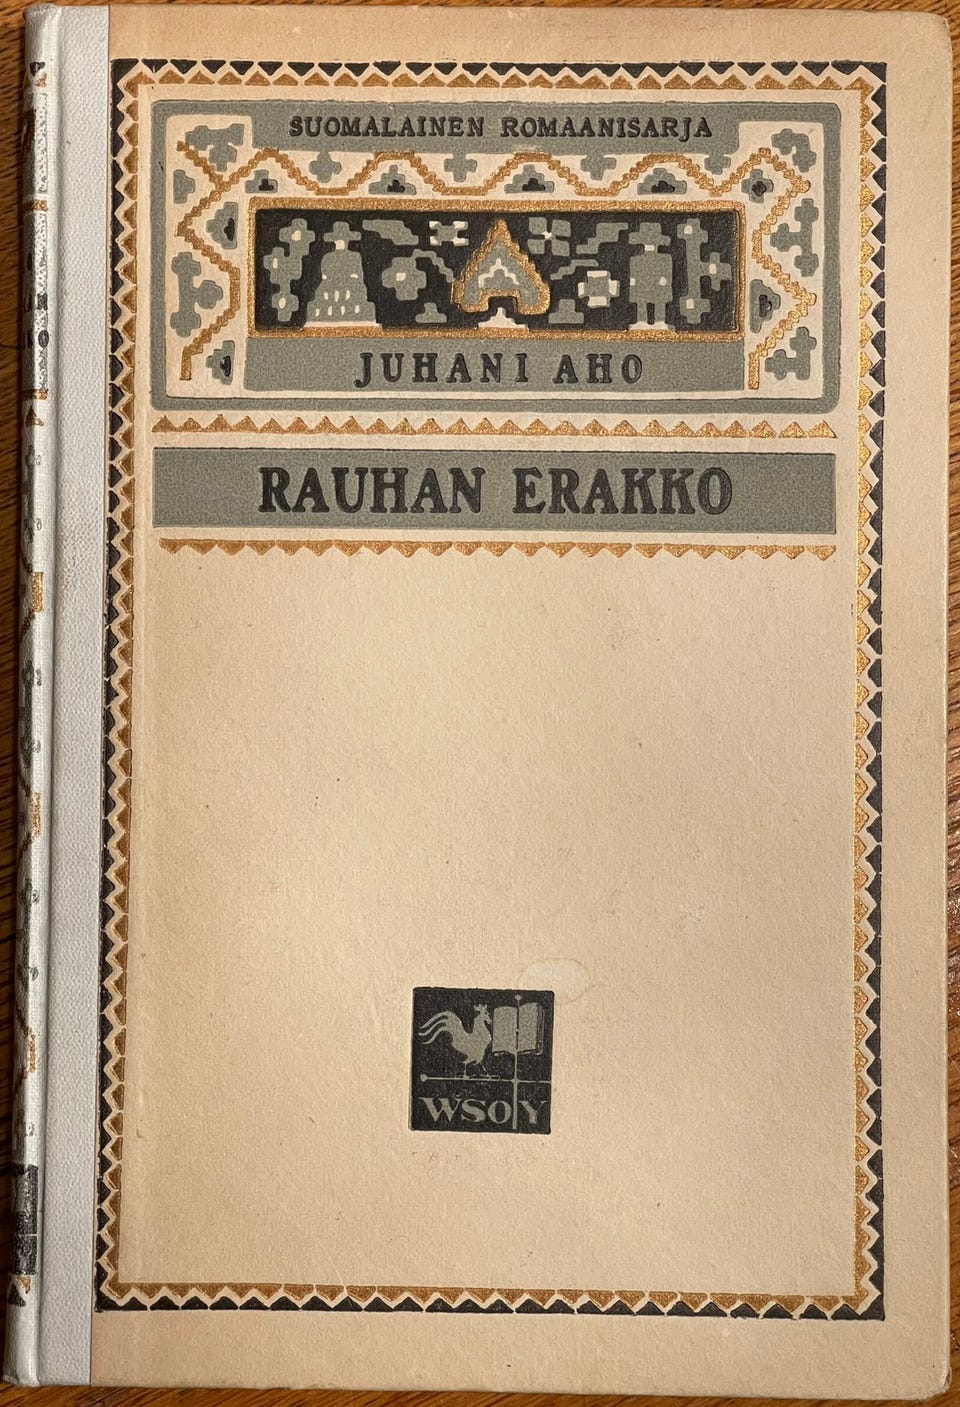 SUOMALAINEN ROMAANISARJA
JUHANI AHO
RAUHAN ERAKKO
WSOY